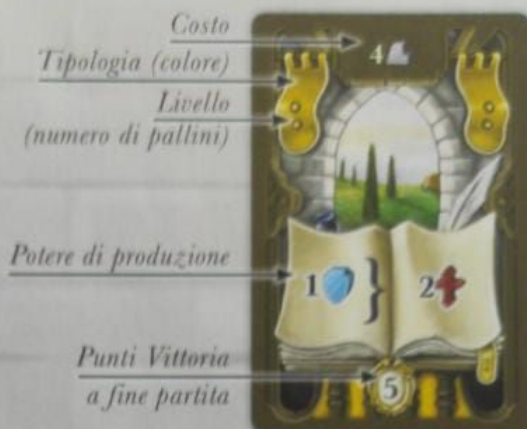 Costo
4
Tipologia (colore)
Livello
(numero di pallini)
Potere di produzione
1 } 2
Punti Vittoria
a fine partita
5